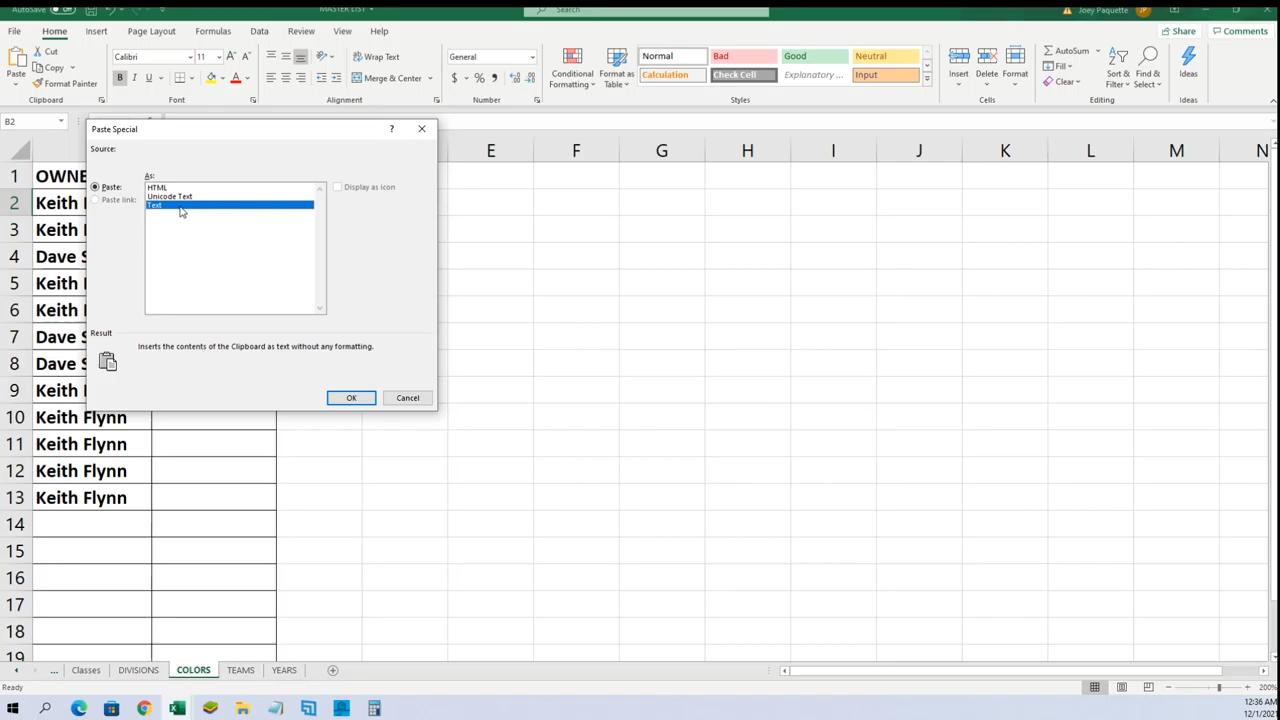 AutoSave Off MASTER LIST Search Joey Paquette JP
File Home Insert Page Layout Formulas Data Review View Help Share Comments
Paste Cut Copy Format Painter Clipboard
Calibri 11 A A B I U A Font
Wrap Text Merge & Center Alignment
General $ % , Number
Conditional Formatting Format as Table
Normal Bad Good Neutral
Calculation Check Cell Explanatory ... Input
Styles
Insert Delete Format Cells
AutoSum Fill Clear Sort & Filter Find & Select Editing
Ideas Ideas
B2
Paste Special ? ×
Source:
As:
Paste:
Paste link:
HTML
Unicode Text
Text
Display as icon
Result
Inserts the contents of the Clipboard as text without any formatting.
OK Cancel
E F G H I J K L M N
1 OWNE
2 Keith
3 Keith
4 Dave S
5 Keith
6 Keith
7 Dave S
8 Dave S
9 Keith
10 Keith Flynn
11 Keith Flynn
12 Keith Flynn
13 Keith Flynn
14
15
16
17
18
19
... Classes DIVISIONS COLORS TEAMS YEARS
Ready 200%
12:36 AM
12/1/2021